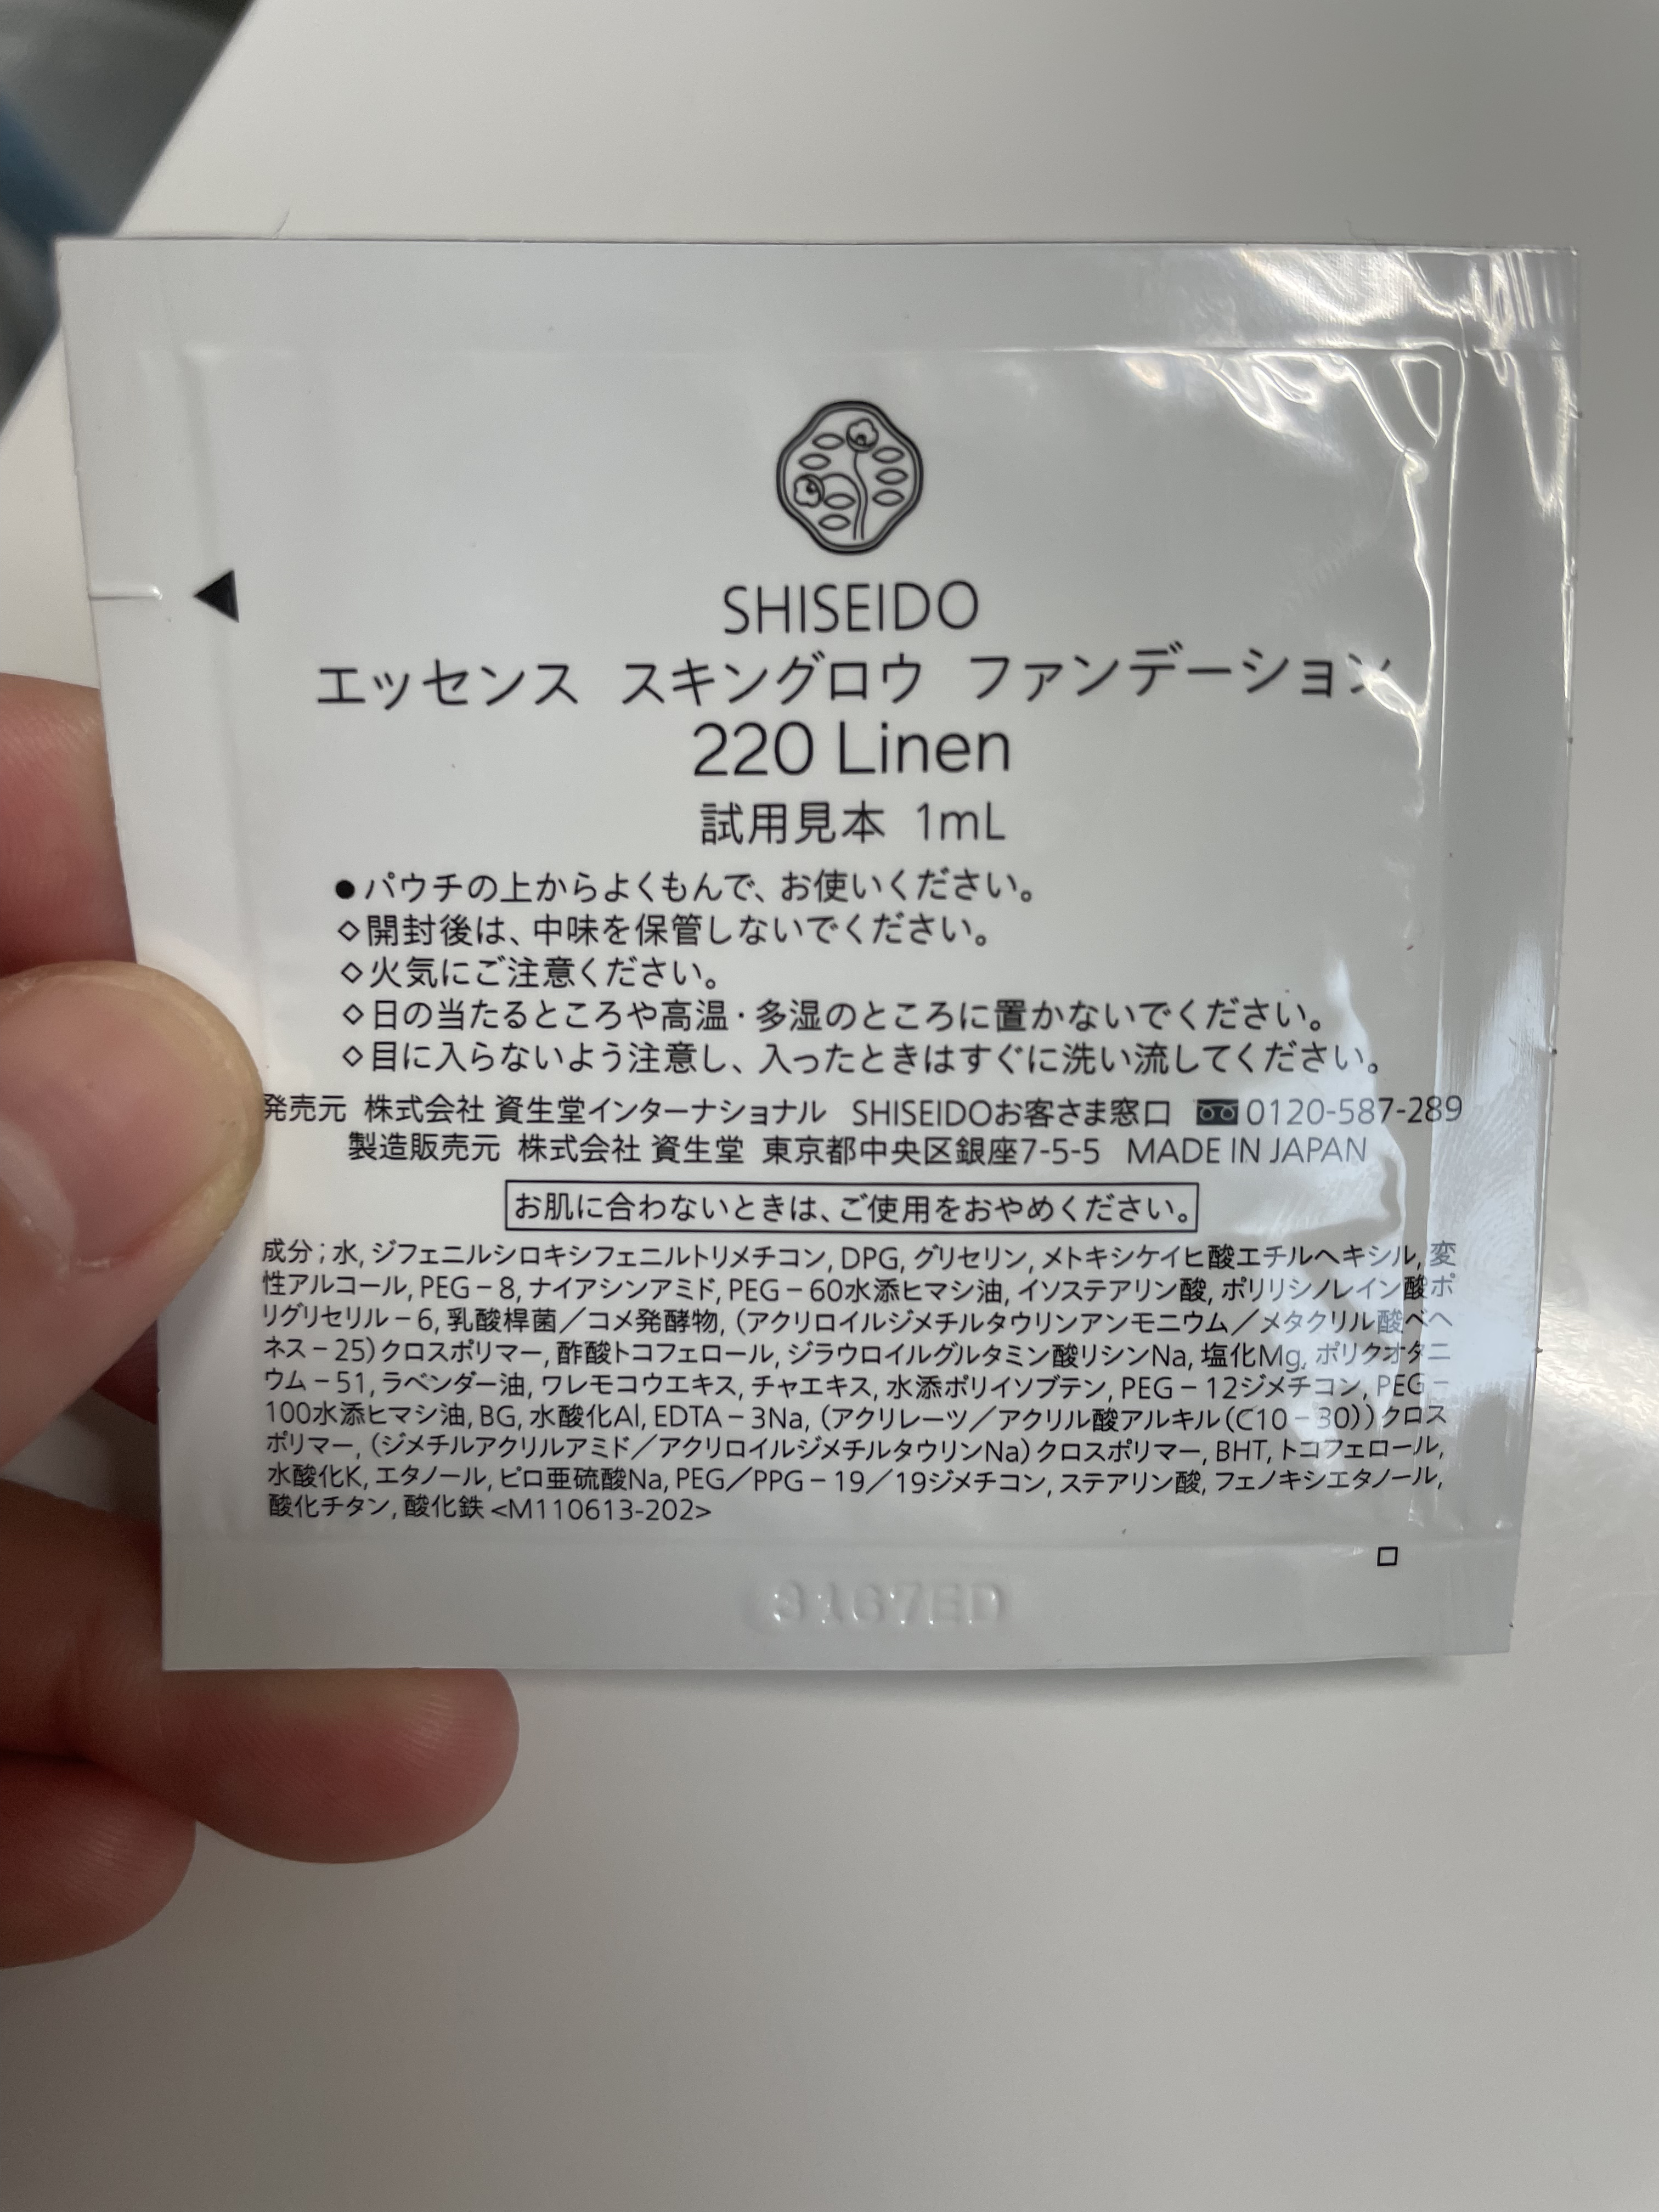 SHISEIDO
エッセンス スキングロウ ファンデーション
220 Linen
試用見本 1mL
●パウチの上からよくもんで、お使いください。
◇開封後は、中味を保管しないでください。
◇火気にご注意ください。
◇日の当たるところや高温・多湿のところに置かないでください。
◇目に入らないよう注意し、入ったときはすぐに洗い流してください。
発売元 株式会社 資生堂インターナショナル SHISEIDOお客さま窓口 0120-587-289
製造販売元 株式会社 資生堂 東京都中央区銀座7-5-5 MADE IN JAPAN
お肌に合わないときは、ご使用をおやめください。
成分；水, ジフェニルシロキシフェニルトリメチコン, DPG, グリセリン, メトキシケイヒ酸エチルヘキシル, 変
性アルコール, PEG－8, ナイアシンアミド, PEG－60水添ヒマシ油, イソステアリン酸, ポリリシノレイン酸ポ
リグリセリル－6, 乳酸桿菌／コメ発酵物, (アクリロイルジメチルタウリンアンモニウム／メタクリル酸ベヘ
ネス－25)クロスポリマー, 酢酸トコフェロール, ジラウロイルグルタミン酸リシンNa, 塩化Mg, ポリクオタニ
ウム－51, ラベンダー油, ワレモコウエキス, チャエキス, 水添ポリイソブテン, PEG－12ジメチコン, PEG－
100水添ヒマシ油, BG, 水酸化Al, EDTA－3Na, (アクリレーツ／アクリル酸アルキル(C10－30))クロス
ポリマー, (ジメチルアクリルアミド／アクリロイルジメチルタウリンNa)クロスポリマー, BHT, トコフェロール,
水酸化K, エタノール, ピロ亜硫酸Na, PEG／PPG－19／19ジメチコン, ステアリン酸, フェノキシエタノール,
酸化チタン, 酸化鉄 <M110613-202>
3167ED